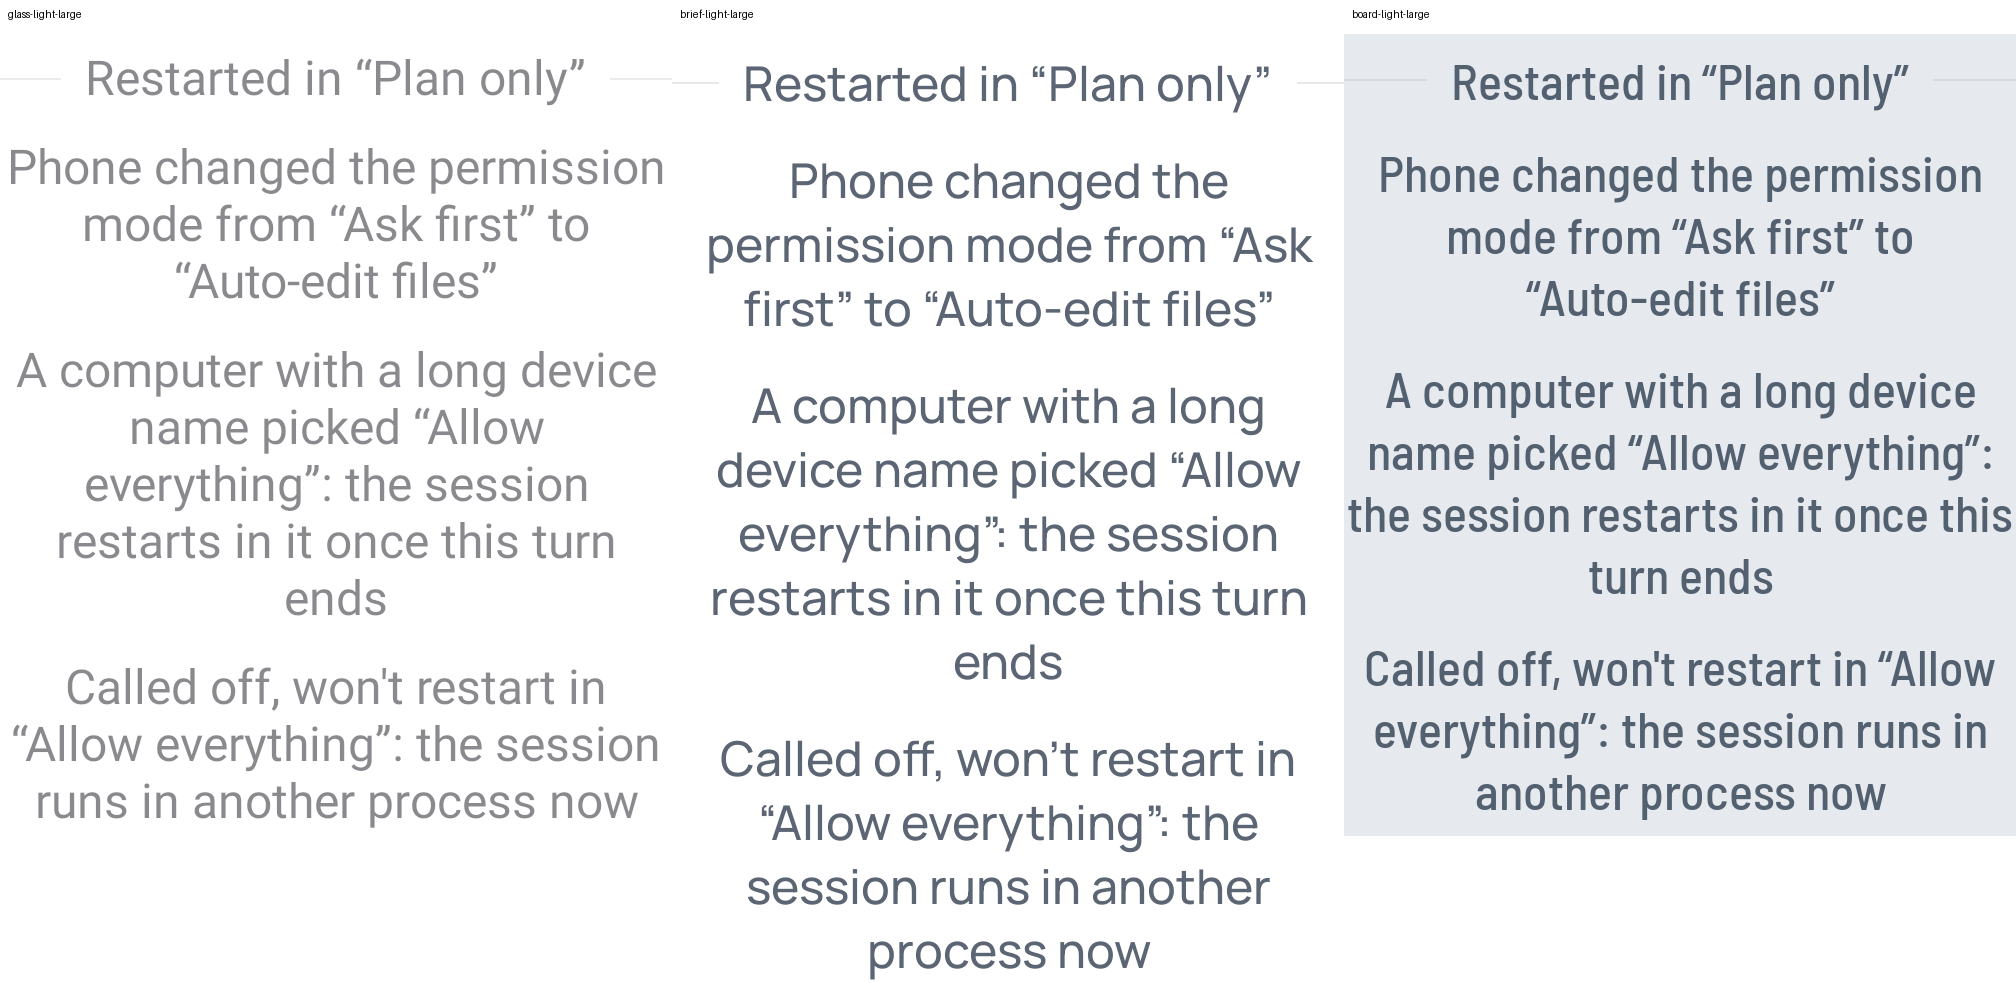 glass-light-large
Restarted in “Plan only”
Phone changed the permission
mode from “Ask first” to
“Auto-edit files”
A computer with a long device
name picked “Allow
everything”: the session
restarts in it once this turn
ends
Called off, won't restart in
“Allow everything”: the session
runs in another process now
brief-light-large
Restarted in “Plan only”
Phone changed the
permission mode from “Ask
first” to “Auto-edit files”
A computer with a long
device name picked “Allow
everything”: the session
restarts in it once this turn
ends
Called off, won't restart in
“Allow everything”: the
session runs in another
process now
board-light-large
Restarted in “Plan only”
Phone changed the permission
mode from “Ask first” to
“Auto-edit files”
A computer with a long device
name picked “Allow everything”:
the session restarts in it once this
turn ends
Called off, won't restart in “Allow
everything”: the session runs in
another process now